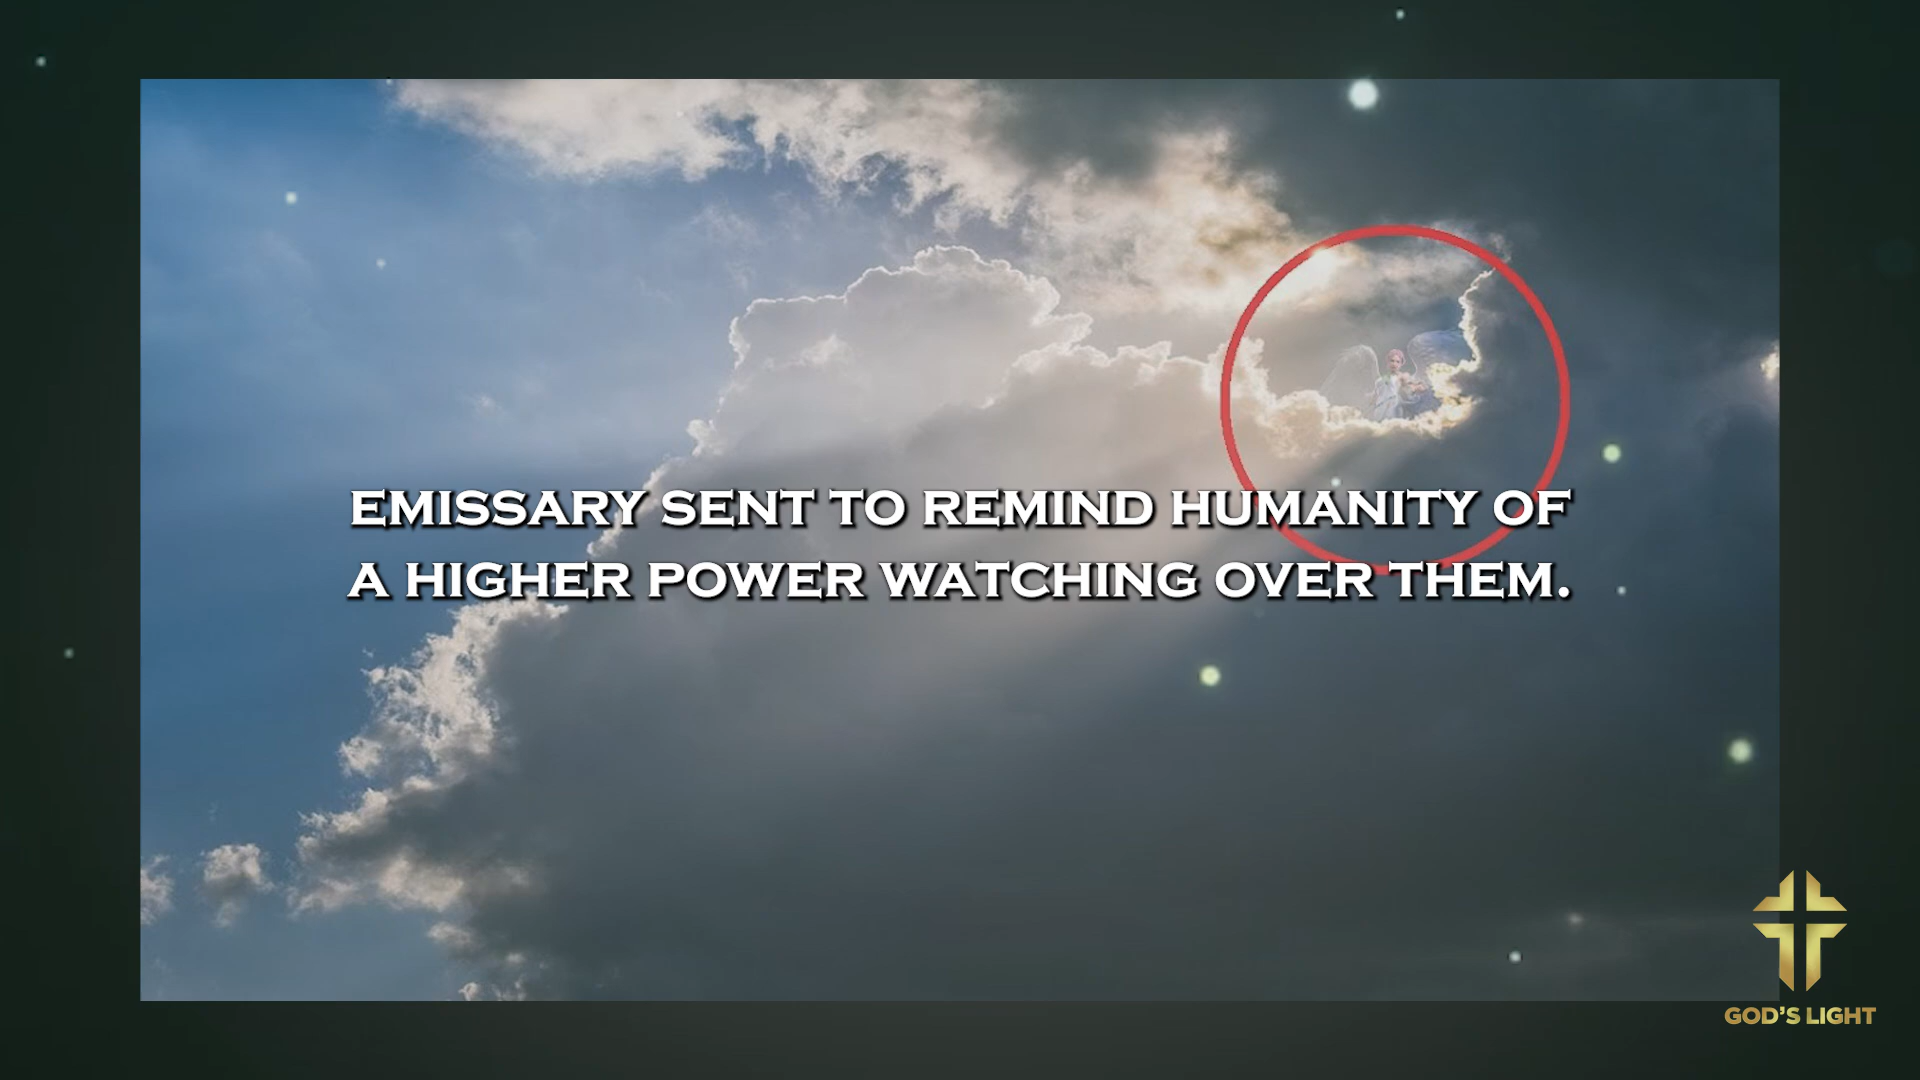 EMISSARY SENT TO REMIND HUMANITY OF
A HIGHER POWER WATCHING OVER THEM.
GOD'S LIGHT